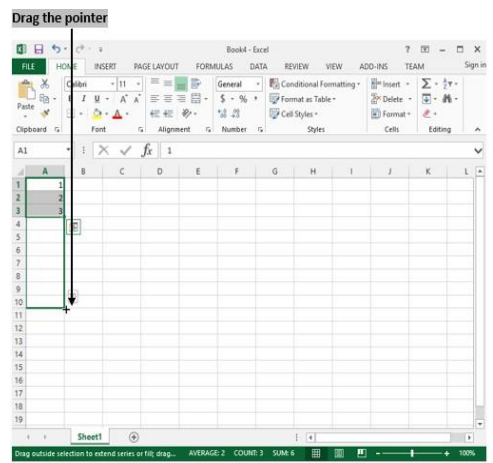 Drag the pointer
Book4 - Excel
Sign in
FILE HOME INSERT PAGE LAYOUT FORMULAS DATA REVIEW VIEW ADD-INS TEAM
Paste
Calibri 11
B I U A A
A
General
$ - % ,
Conditional Formatting
Format as Table
Cell Styles
Insert
Delete
Format
Clipboard Font Alignment Number Styles Cells Editing
A1 fx 1
A B C D E F G H I J K L
1 1
2 2
3 3
4
5
6
7
8
9
10
11
12
13
14
15
16
17
18
19
Sheet1
Drag outside selection to extend series or fill; drag... AVERAGE: 2 COUNT: 3 SUM: 6 100%